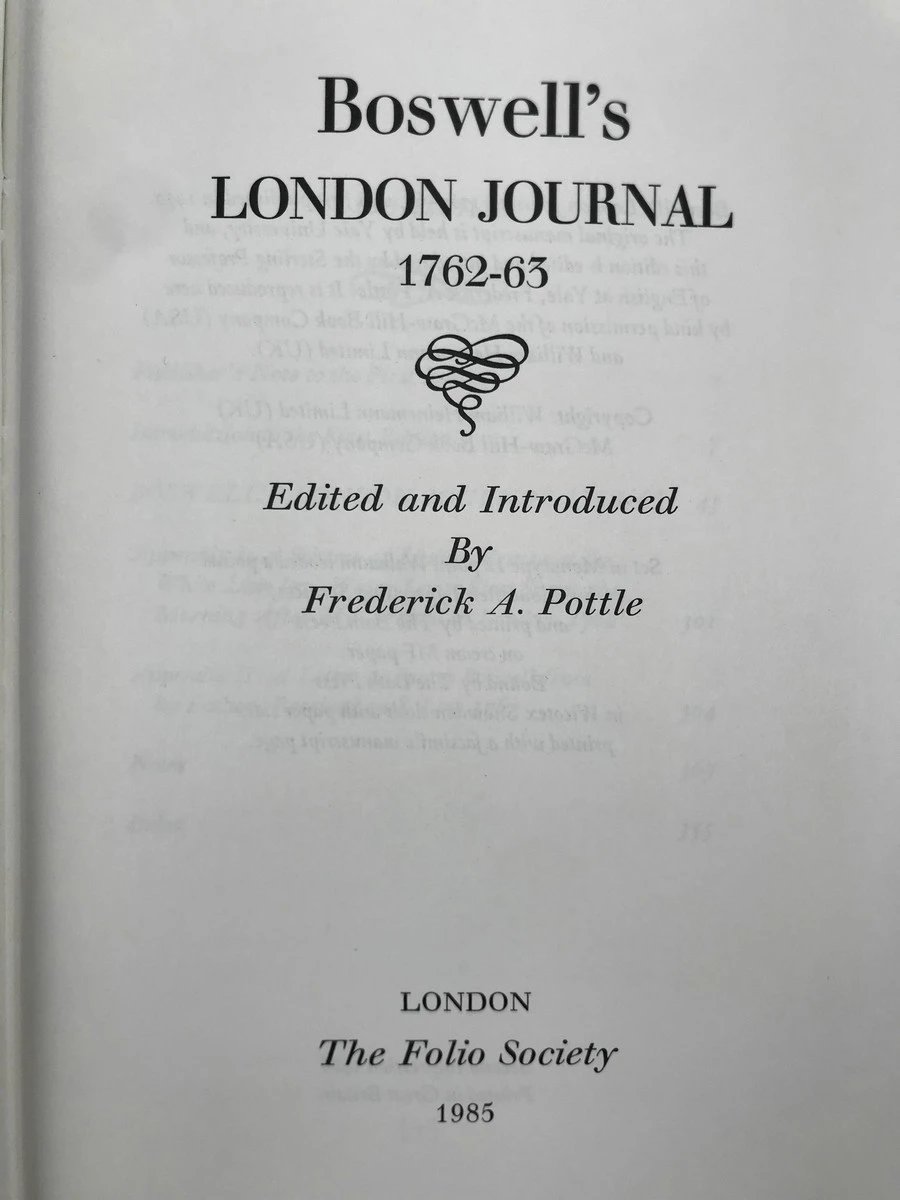 Boswell's
LONDON JOURNAL
1762-63
Edited and Introduced
By
Frederick A. Pottle
LONDON
The Folio Society
1985